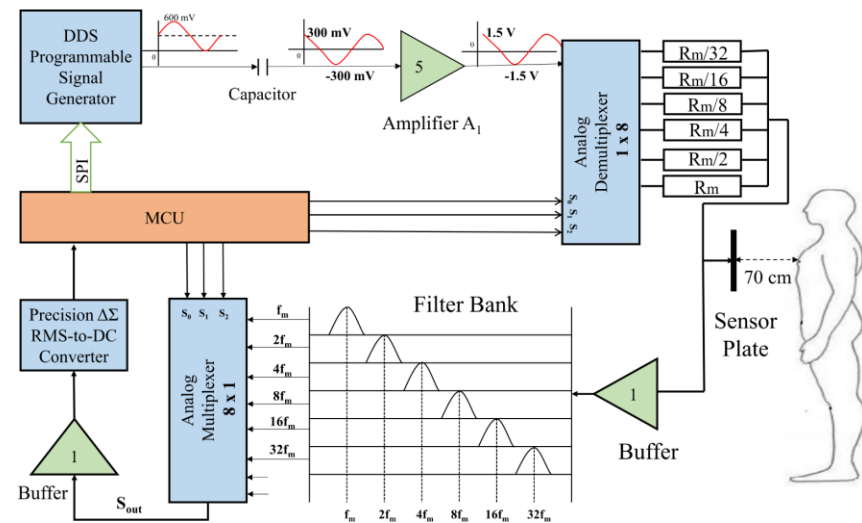 DDS
Programmable
Signal
Generator
600 mV
0
300 mV
0
-300 mV
Capacitor
5
Amplifier A1
1.5 V
0
-1.5 V
Analog
Demultiplexer
1 x 8
S0 S1 S2
Rm/32
Rm/16
Rm/8
Rm/4
Rm/2
Rm
SPI
MCU
70 cm
Sensor
Plate
Precision ΔΣ
RMS-to-DC
Converter
S0 S1 S2
Analog
Multiplexer
8 x 1
Filter Bank
fm
2fm
4fm
8fm
16fm
32fm
fm 2fm 4fm 8fm 16fm 32fm
1
Buffer
1
Buffer
Sout